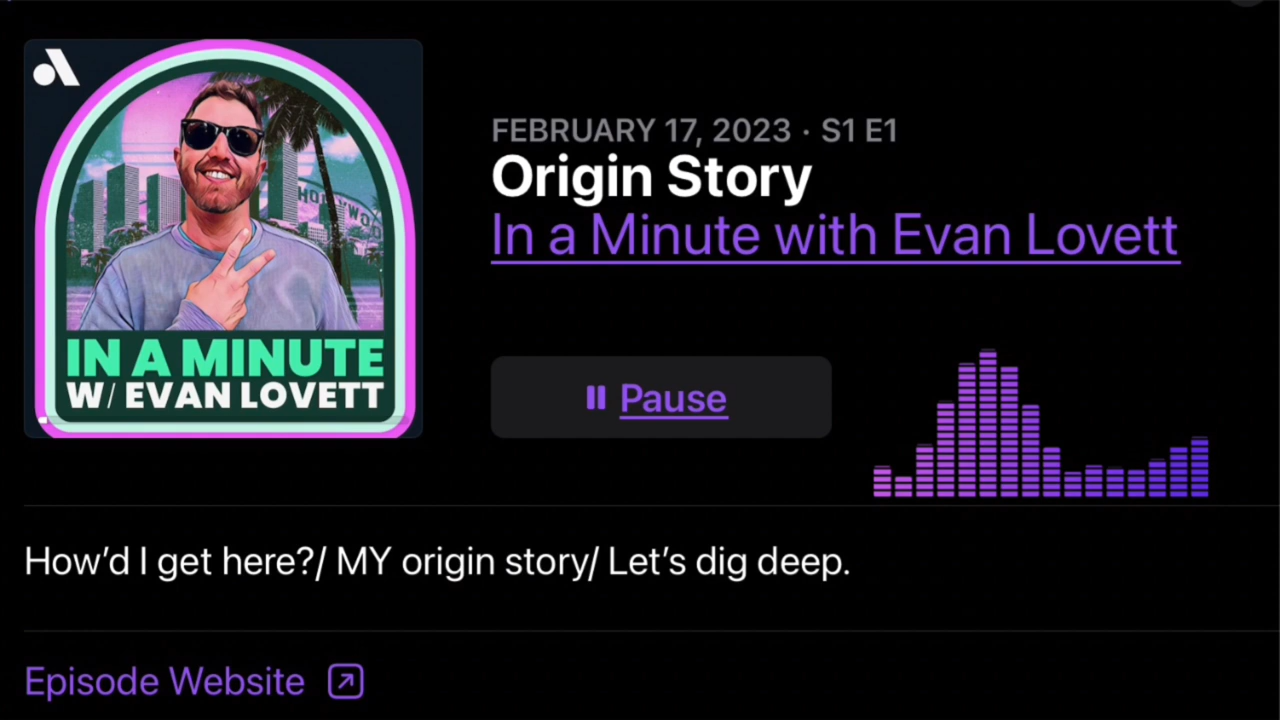 HOLLYWOOD
IN A MINUTE
W/ EVAN LOVETT
FEBRUARY 17, 2023 · S1 E1
Origin Story
In a Minute with Evan Lovett
Pause
How’d I get here?/ MY origin story/ Let’s dig deep.
Episode Website